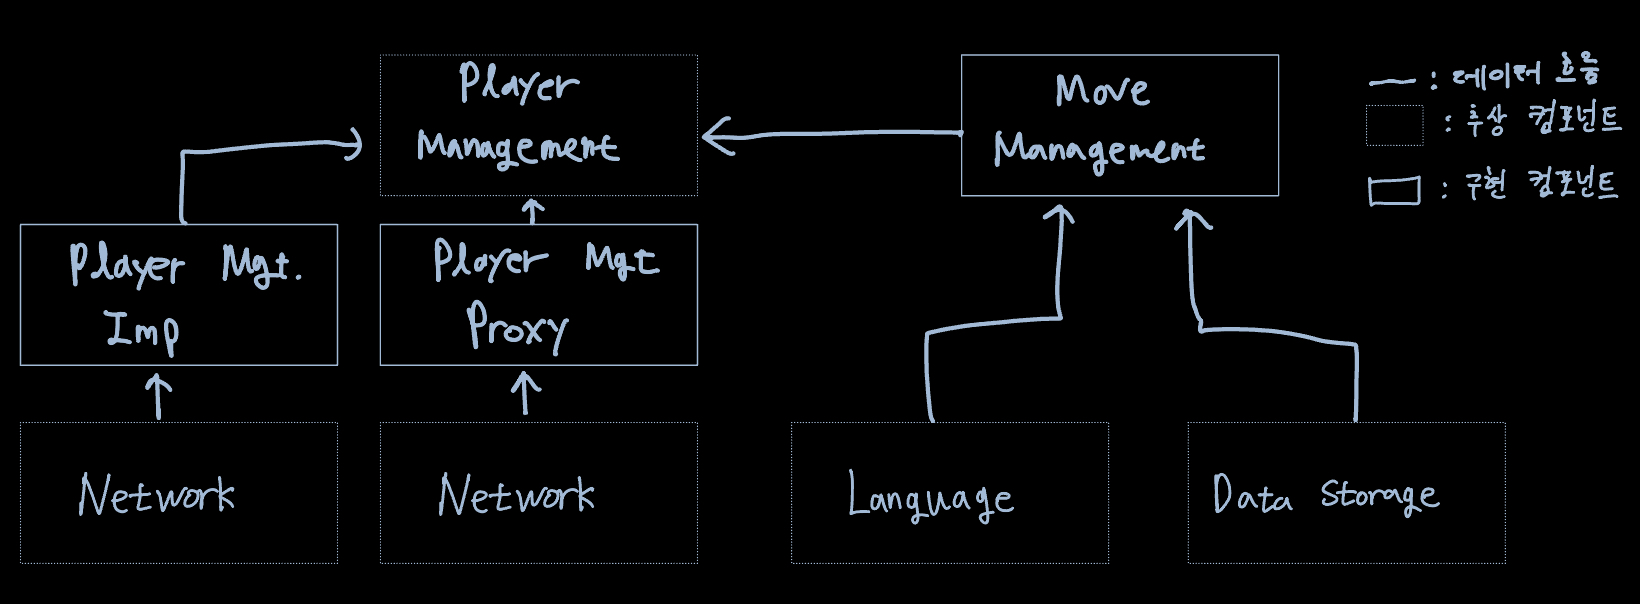 Player
Management
Move
Management
: 데이터 흐름
: 추상 컴포넌트
: 구현 컴포넌트
Player Mgt.
Imp
Player Mgt
Proxy
Network
Network
Language
Data Storage